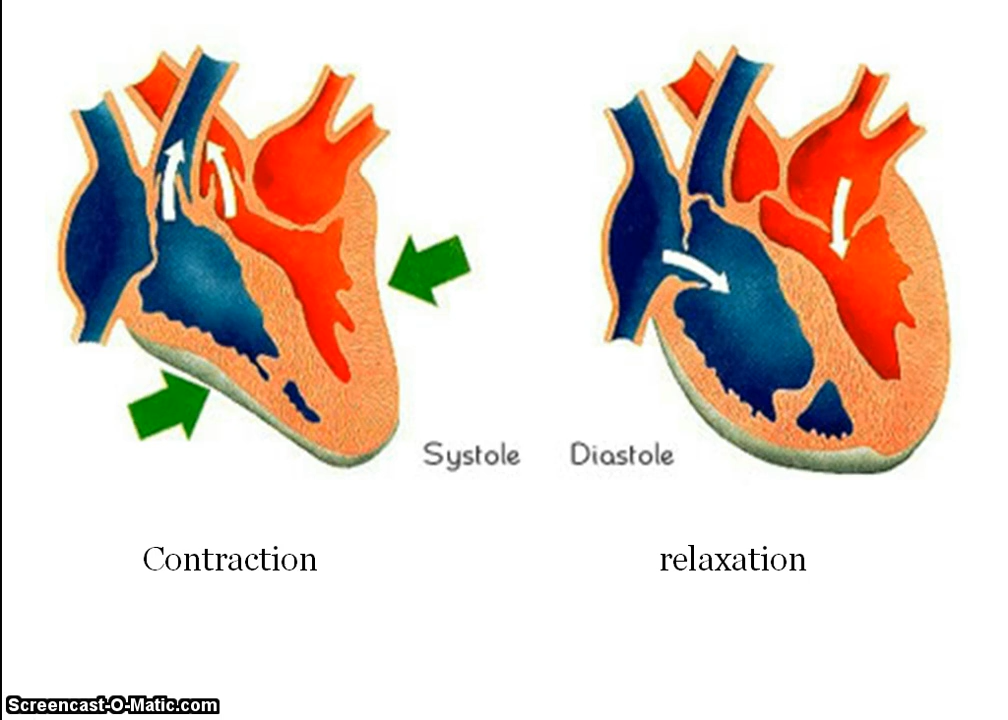 Systole
Diastole
Contraction
relaxation
Screencast-O-Matic.com